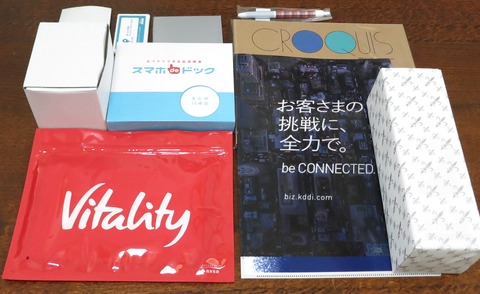 スマホdeドック
CROQUIS
お客さまの
挑戦に、
全力で。
be CONNECTED.
biz.kddi.com
Vitality